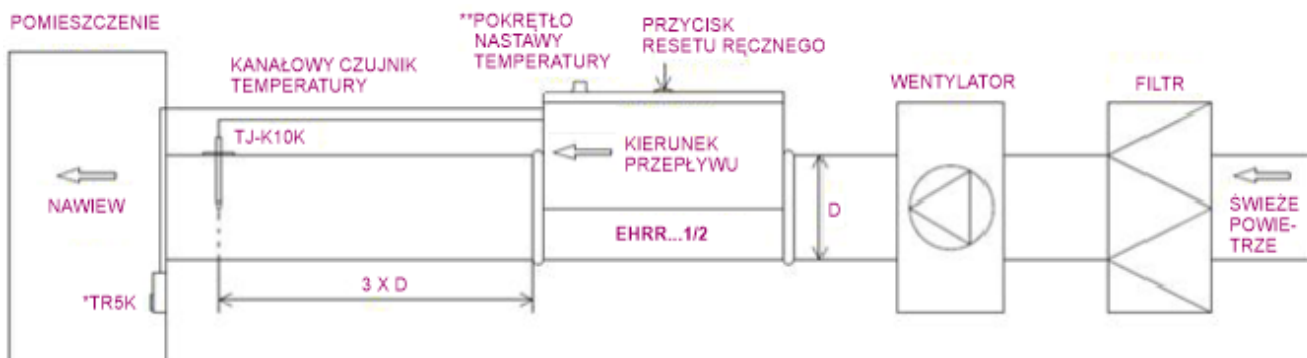 POMIESZCZENIE
KANAŁOWY CZUJNIK
TEMPERATURY
**POKRĘTŁO
NASTAWY
TEMPERATURY
PRZYCISK
RESETU RĘCZNEGO
WENTYLATOR
FILTR
TJ-K10K
KIERUNEK
PRZEPŁYWU
NAWIEW
D
ŚWIEŻE
POWIE-
TRZE
EHRR...1/2
3 X D
*TR5K